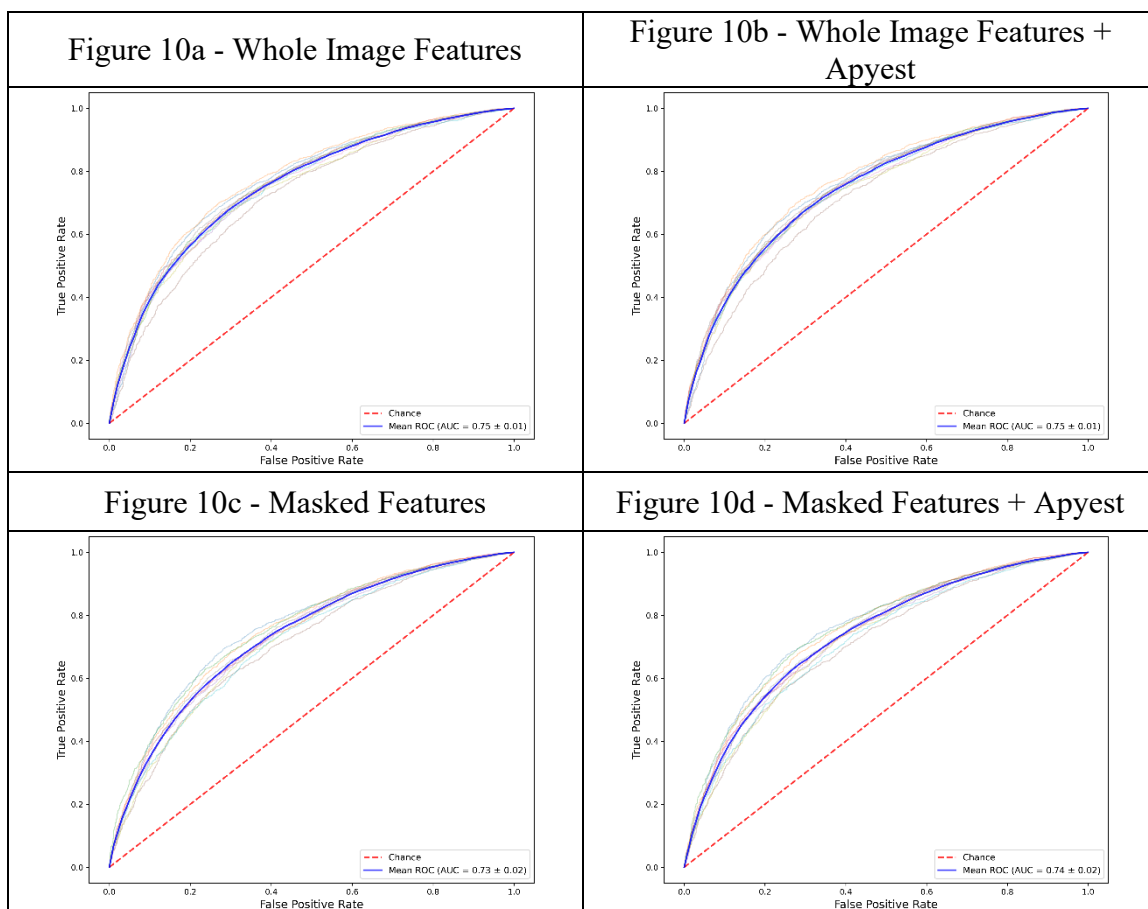 Figure 10a - Whole Image Features
Figure 10b - Whole Image Features +
Apyest
1.0
0.8
0.6
0.4
0.2
0.0
True Positive Rate
0.0 0.2 0.4 0.6 0.8 1.0
False Positive Rate
Chance
Mean ROC (AUC = 0.75 ± 0.01)
1.0
0.8
0.6
0.4
0.2
0.0
True Positive Rate
0.0 0.2 0.4 0.6 0.8 1.0
False Positive Rate
Chance
Mean ROC (AUC = 0.75 ± 0.01)
Figure 10c - Masked Features
Figure 10d - Masked Features + Apyest
1.0
0.8
0.6
0.4
0.2
0.0
True Positive Rate
0.0 0.2 0.4 0.6 0.8 1.0
False Positive Rate
Chance
Mean ROC (AUC = 0.73 ± 0.02)
1.0
0.8
0.6
0.4
0.2
0.0
True Positive Rate
0.0 0.2 0.4 0.6 0.8 1.0
False Positive Rate
Chance
Mean ROC (AUC = 0.74 ± 0.02)